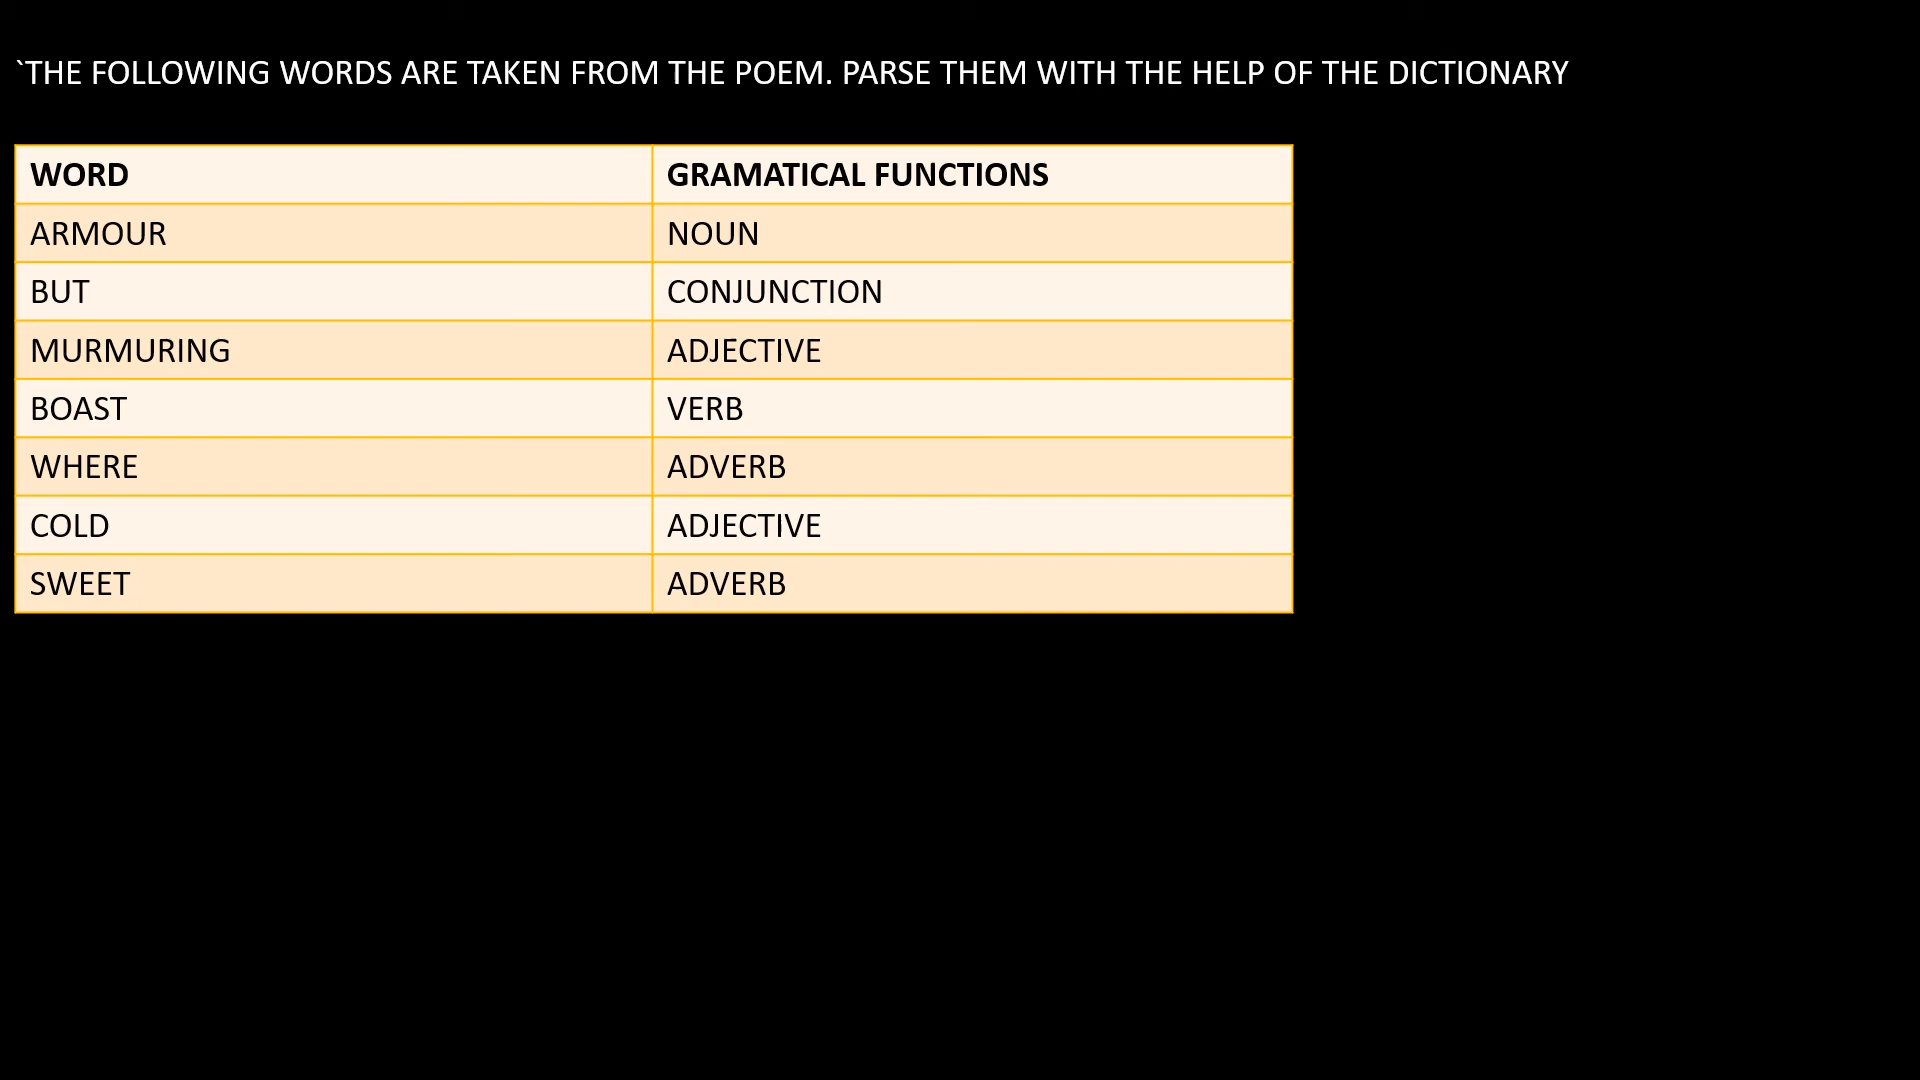 `THE FOLLOWING WORDS ARE TAKEN FROM THE POEM. PARSE THEM WITH THE HELP OF THE DICTIONARY
WORD GRAMATICAL FUNCTIONS
ARMOUR NOUN
BUT CONJUNCTION
MURMURING ADJECTIVE
BOAST VERB
WHERE ADVERB
COLD ADJECTIVE
SWEET ADVERB